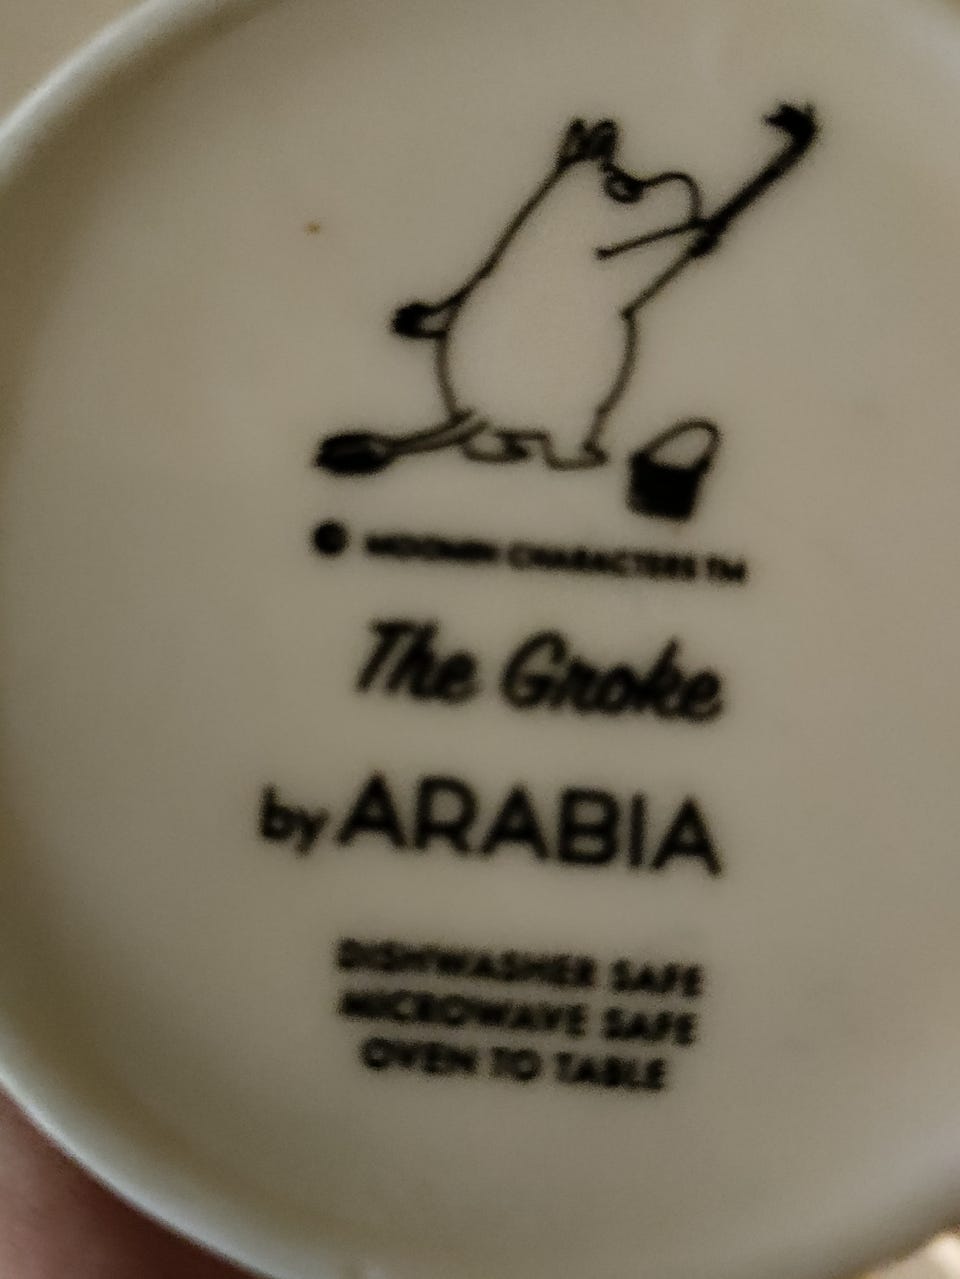 © MOOMIN CHARACTERS TM
The Groke
by ARABIA
DISHWASHER SAFE
MICROWAVE SAFE
OVEN TO TABLE